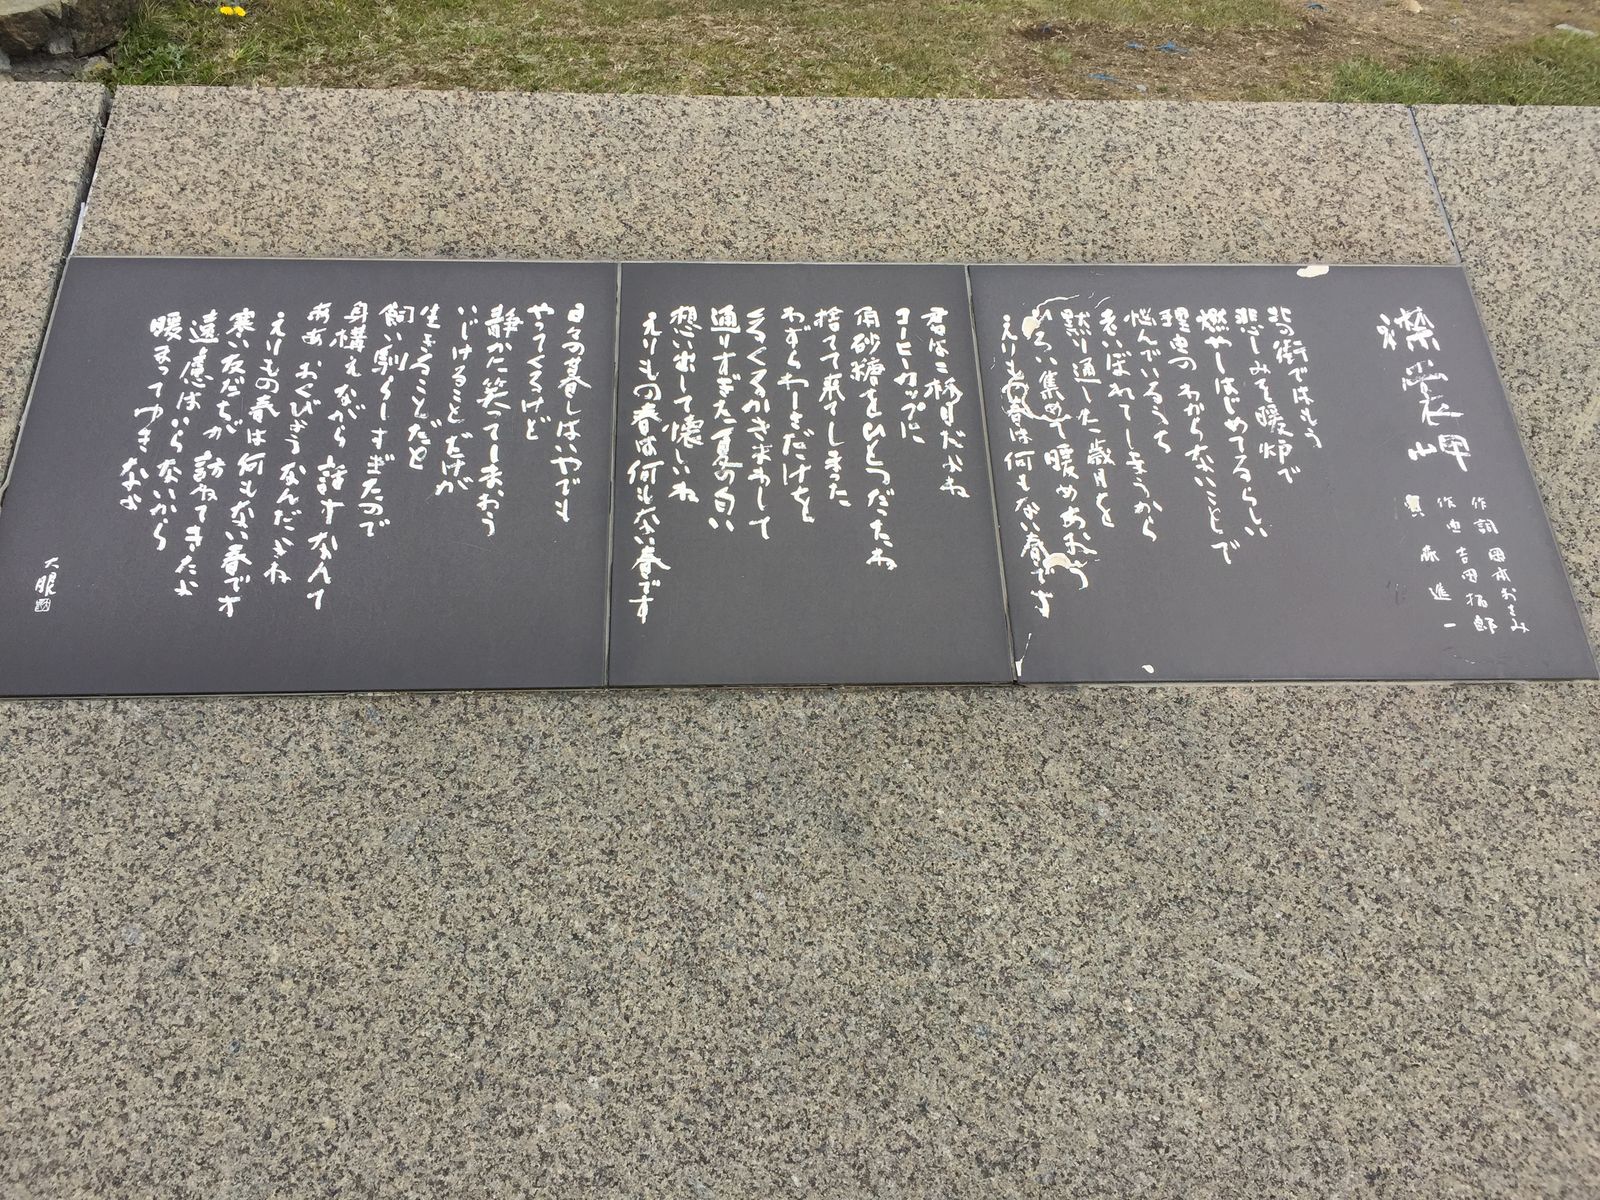 襟裳岬
作詞 岡本おさみ
作曲 吉田拓郎
唄 森進一
北の街ではもう
悲しみを暖炉で
燃やしはじめてるらしい
理由のわからないことで
悩んでいるうち
老いぼれてしまうから
黙り通した歳月を
ひろい集めて暖めあおう
えりもの春は何もない春です
君は二杯目だよね
コーヒーカップに
角砂糖をひとつだったね
捨てて来てしまった
わずらわしさだけを
くるくるかきまわして
通りすぎた夏の匂い
想い出して懐しいね
えりもの春は何もない春です
日々の暮しはいやでも
やってくるけど
静かに笑ってしまおう
いじけることだけが
生きることだと
飼い馴らしすぎたので
身構えながら話すなんて
ああ おくびょうなんだよね
えりもの春は何もない春です
寒い友だちが訪ねてきたよ
遠慮はいらないから
暖まってゆきなよ
大眼